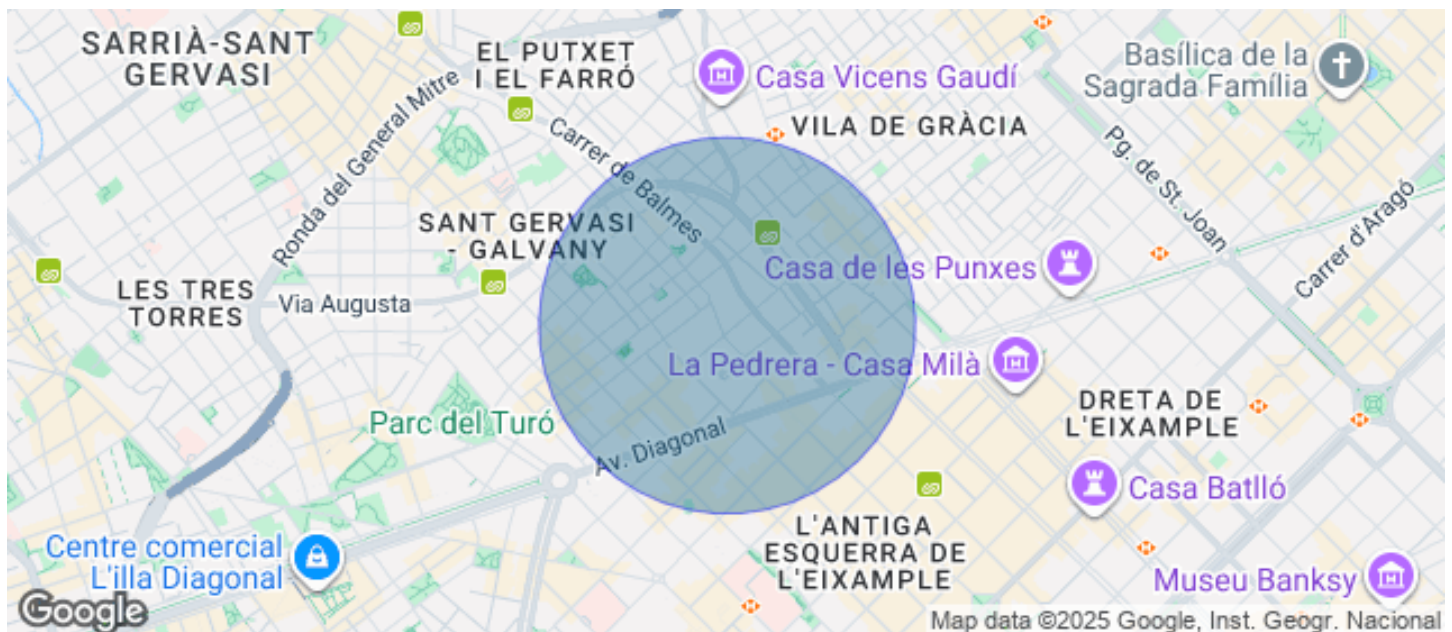 SARRIÀ-SANT
GERVASI
EL PUTXET
I EL FARRÓ
Casa Vicens Gaudí
Basílica de la
Sagrada Família
VILA DE GRÀCIA
Carrer de Balmes
Ronda del General Mitre
Pg. de St. Joan
Carrer d'Aragó
SANT GERVASI
- GALVANY
Casa de les Punxes
LES TRES
TORRES
Via Augusta
La Pedrera - Casa Milà
Parc del Turó
Av. Diagonal
DRETA DE
L'EIXAMPLE
Casa Batlló
L'ANTIGA
ESQUERRA DE
L'EIXAMPLE
Centre comercial
L'illa Diagonal
Museu Banksy
Google
Map data ©2025 Google, Inst. Geogr. Nacional